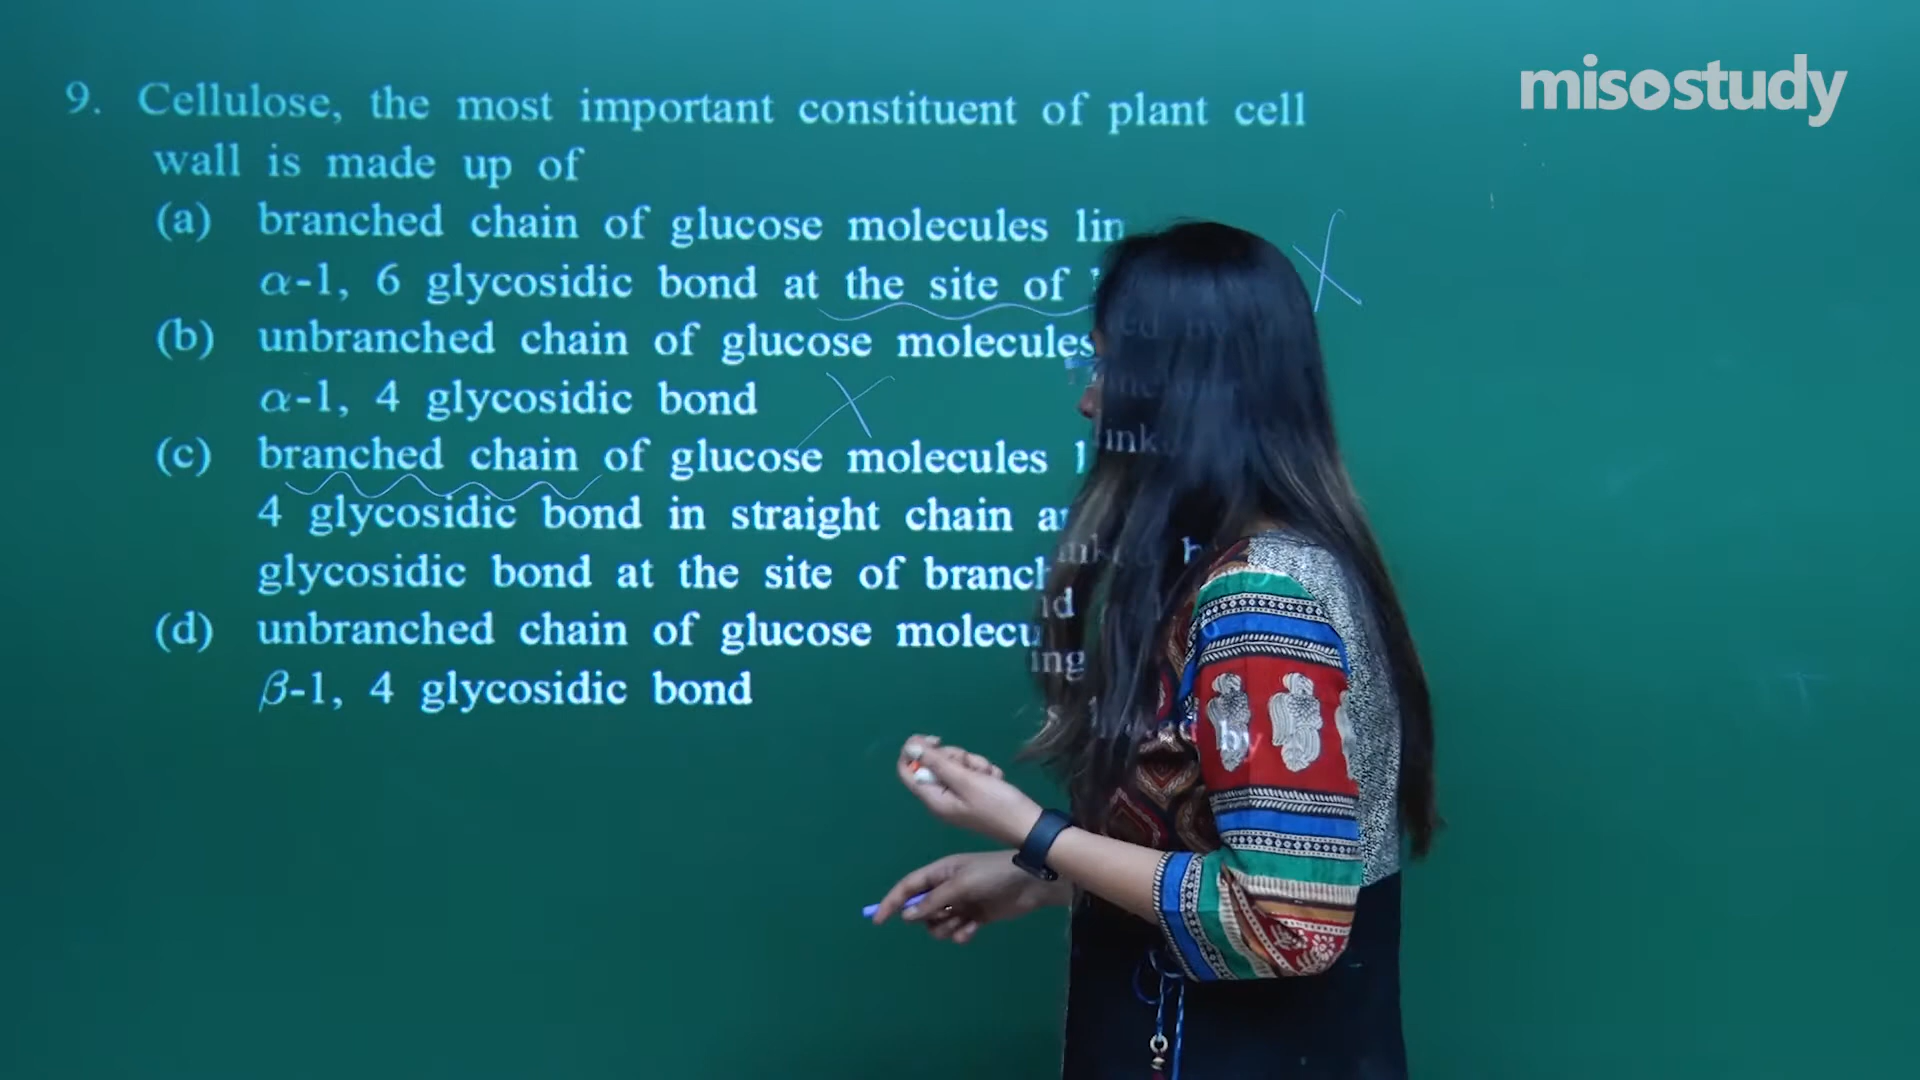 misostudy
9. Cellulose, the most important constituent of plant cell
wall is made up of
(a) branched chain of glucose molecules
α-1, 6 glycosidic bond at the site of
(b) unbranched chain of glucose molecules
α-1, 4 glycosidic bond
(c) branched chain of glucose molecules
4 glycosidic bond in straight chain
glycosidic bond at the site of
(d) unbranched chain of glucose by
β-1, 4 glycosidic bond